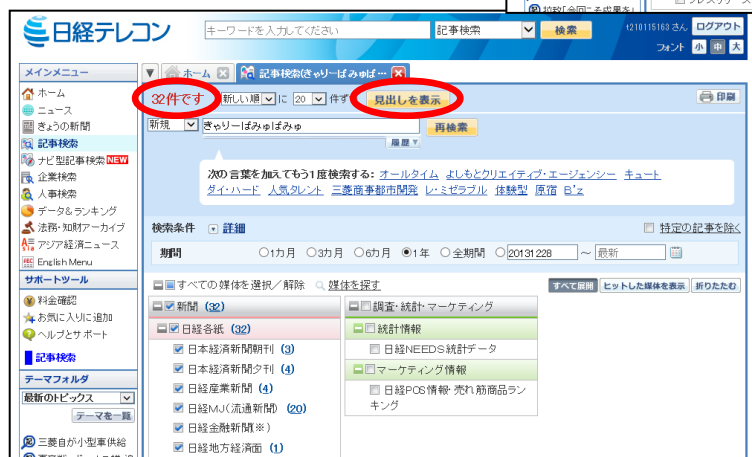 日経テレコン
キーワードを入力してください
記事検索
検索
t210115163 さん
ログアウト
フォント 小 中 大
メインメニュー
ホーム
ニュース
きょうの新聞
記事検索
ナビ型記事検索 NEW
企業検索
人事検索
データ&ランキング
法務・知財アーカイブ
アジア経済ニュース
English Menu
サポートツール
料金確認
お気に入りに追加
ヘルプとサポート
記事検索
テーマフォルダ
最新のトピックス
テーマを一覧
三菱自が小型車供給
▼ ホーム 記事検索(きゃりーぱみゅぱ…
32件です 新しい順 に 20 件ず 見出しを表示
印刷
新規 きゃりーぱみゅぱみゅ 再検索
履歴▼
次の言葉を加えてもう1度検索する: オールタイム よしもとクリエイティブ・エージェンシー キュート
ダイ・ハード 人気タレント 三菱商事都市開発 レ・ミゼラブル 体験型 原宿 B'z
検索条件 詳細
特定の記事を除く
期間 1カ月 3カ月 6カ月 1年 全期間 20131228 ～ 最新
すべての媒体を選択/解除 媒体を探す
すべて展開 ヒットした媒体を表示 折りたたむ
新聞 (32)
日経各紙 (32)
日本経済新聞朝刊 (3)
日本経済新聞夕刊 (4)
日経産業新聞 (4)
日経MJ(流通新聞) (20)
日経金融新聞(※)
日経地方経済面 (1)
調査・統計・マーケティング
統計情報
日経NEEDS統計データ
マーケティング情報
日経POS情報・売れ筋商品ラン
キング